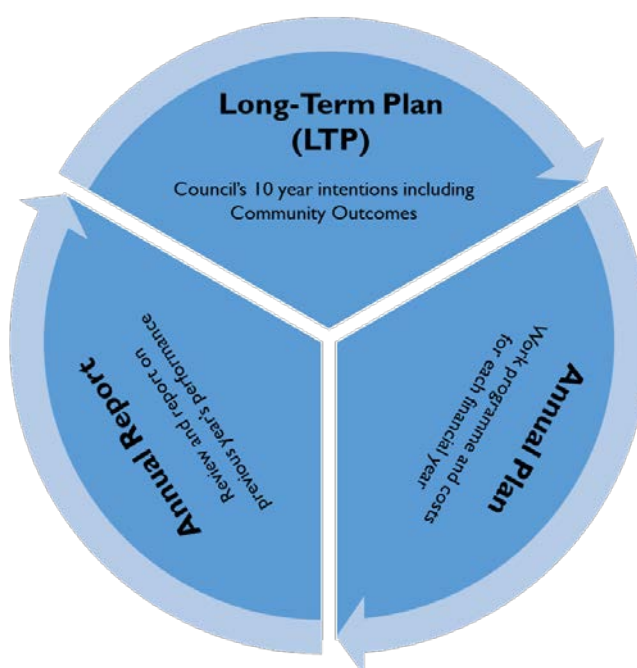 Long-Term Plan
(LTP)
Council's 10 year intentions including
Community Outcomes
Annual Plan
Work programme and costs
for each financial year
Annual Report
Review and report on
previous year's performance